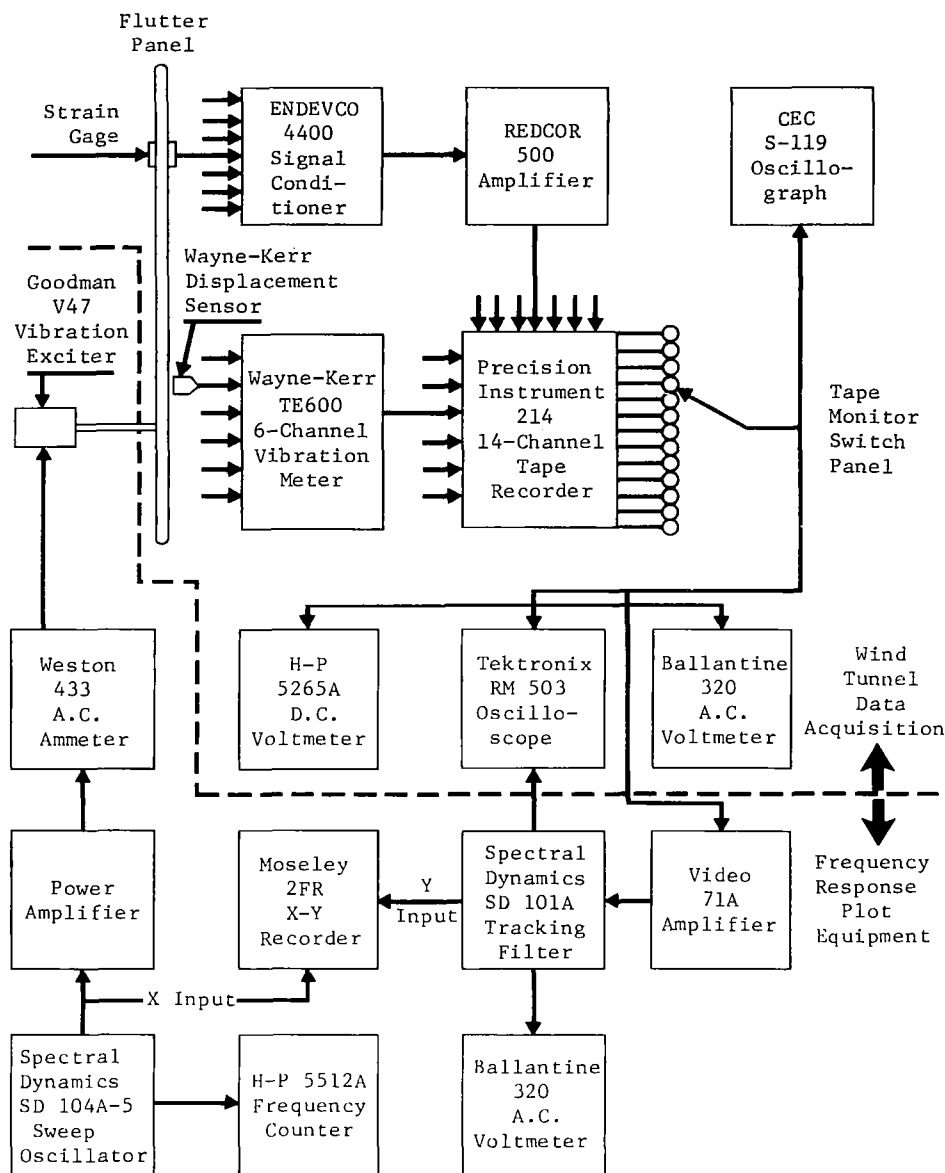 Flutter
Panel
Strain
Gage
ENDEVCO
4400
Signal
Condi-
tioner
REDCOR
500
Amplifier
CEC
S-119
Oscillo-
graph
Goodman
V47
Vibration
Exciter
Wayne-Kerr
Displacement
Sensor
Wayne-Kerr
TE600
6-Channel
Vibration
Meter
Precision
Instrument
214
14-Channel
Tape
Recorder
Tape
Monitor
Switch
Panel
Weston
433
A.C.
Ammeter
H-P
5265A
D.C.
Voltmeter
Tektronix
RM 503
Oscillo-
scope
Ballantine
320
A.C.
Voltmeter
Wind
Tunnel
Data
Acquisition
Power
Amplifier
Moseley
2FR
X-Y
Recorder
Y
Input
Spectral
Dynamics
SD 101A
Tracking
Filter
Video
71A
Amplifier
Frequency
Response
Plot
Equipment
X Input
Spectral
Dynamics
SD 104A-5
Sweep
Oscillator
H-P 5512A
Frequency
Counter
Ballantine
320
A.C.
Voltmeter